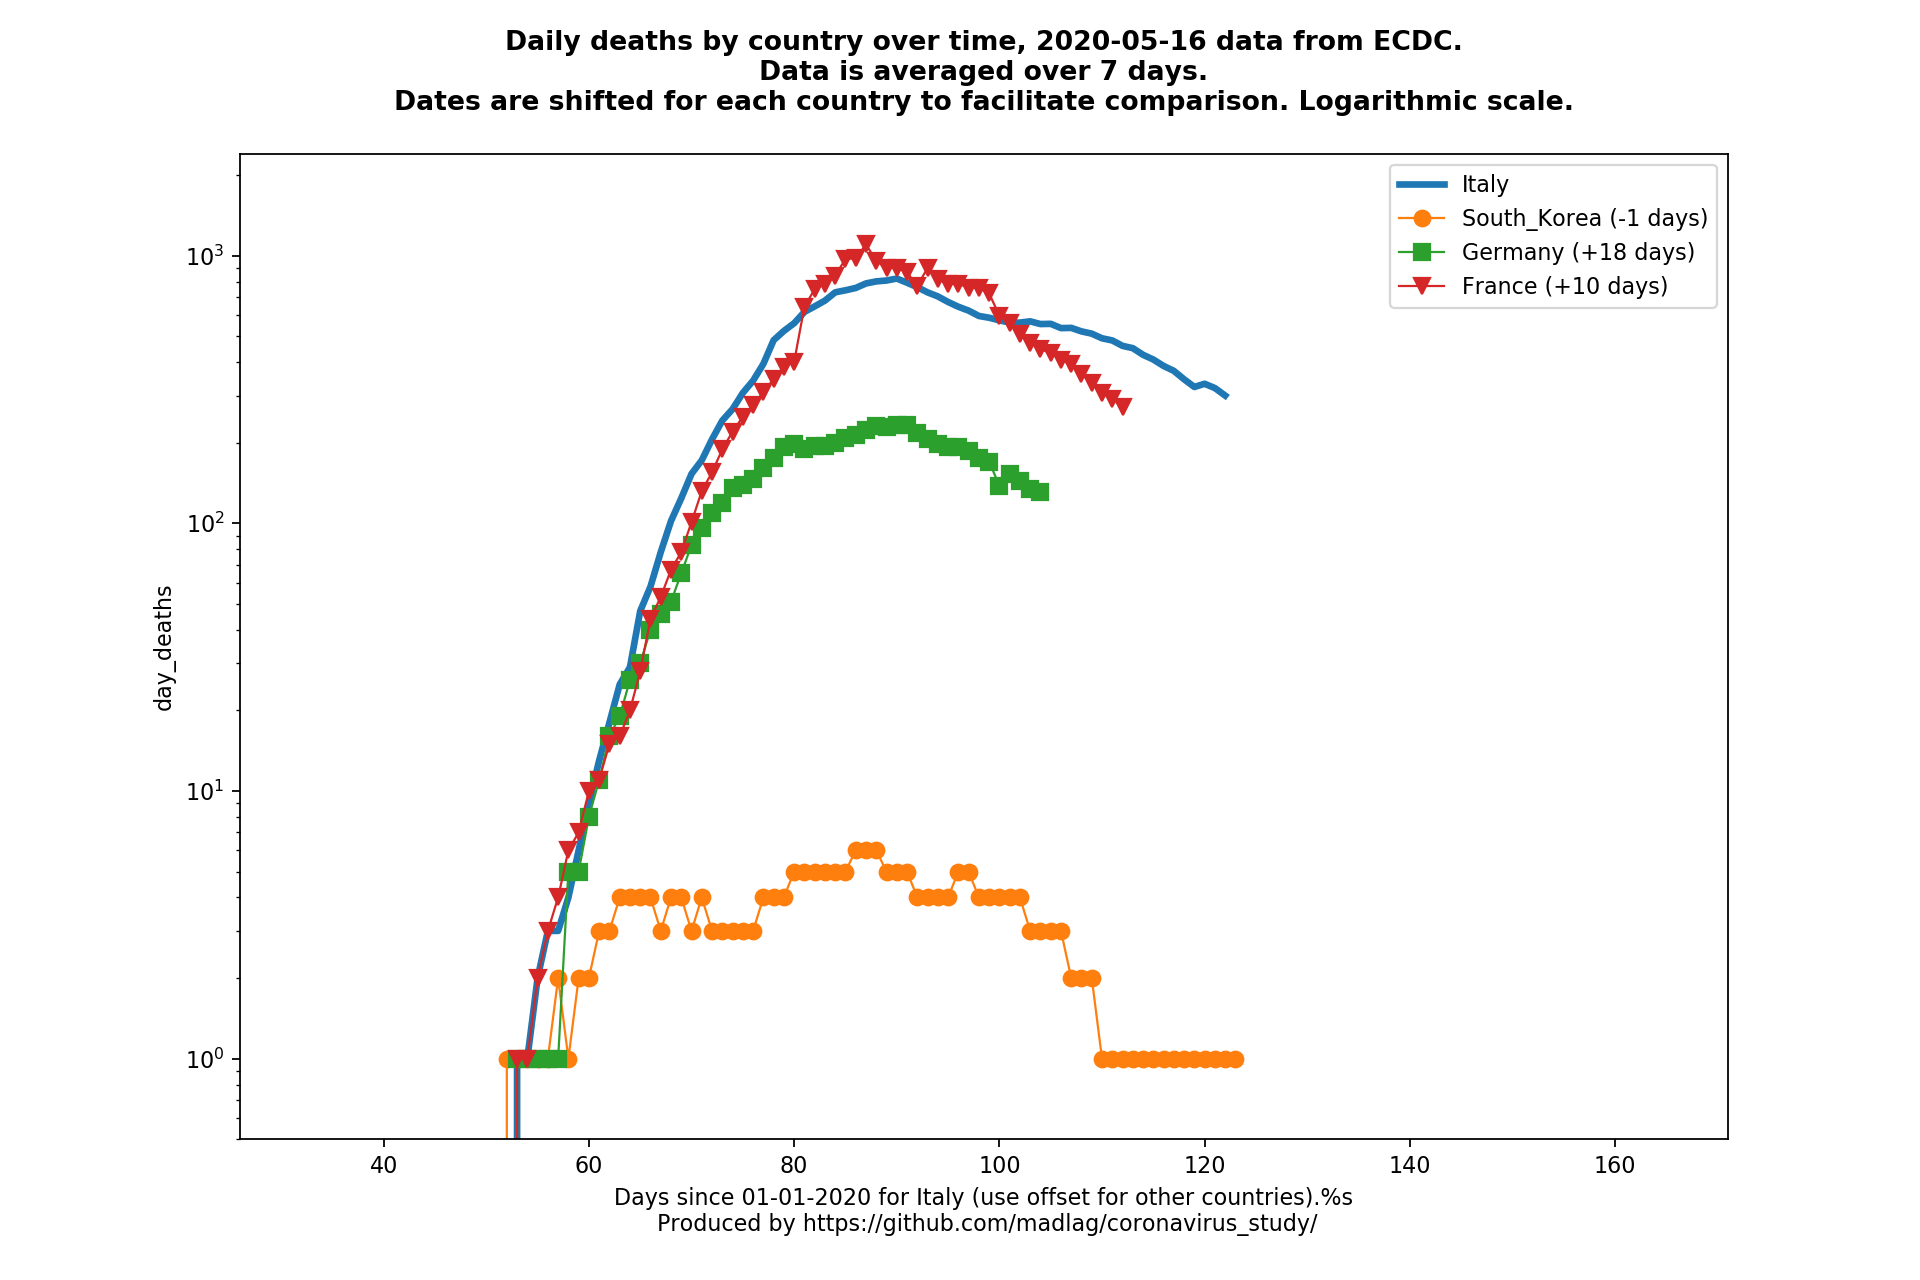 Daily deaths by country over time, 2020-05-16 data from ECDC.
Data is averaged over 7 days.
Dates are shifted for each country to facilitate comparison. Logarithmic scale.
Italy
South_Korea (-1 days)
Germany (+18 days)
France (+10 days)
10³
10²
10¹
10⁰
day_deaths
40 60 80 100 120 140 160
Days since 01-01-2020 for Italy (use offset for other countries).%s
Produced by https://github.com/madlag/coronavirus_study/